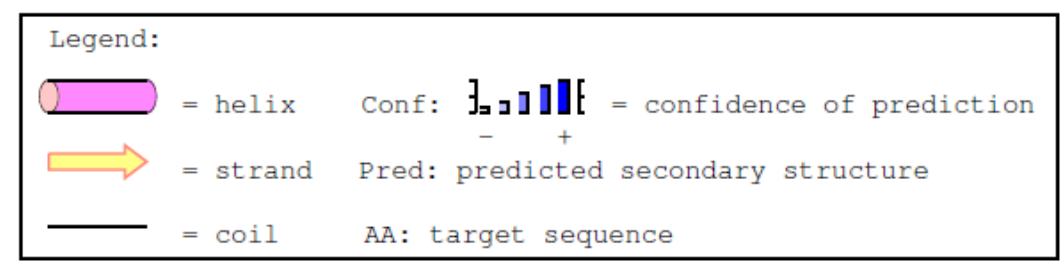 Legend:
= helix Conf: = confidence of prediction
- +
= strand Pred: predicted secondary structure
= coil AA: target sequence